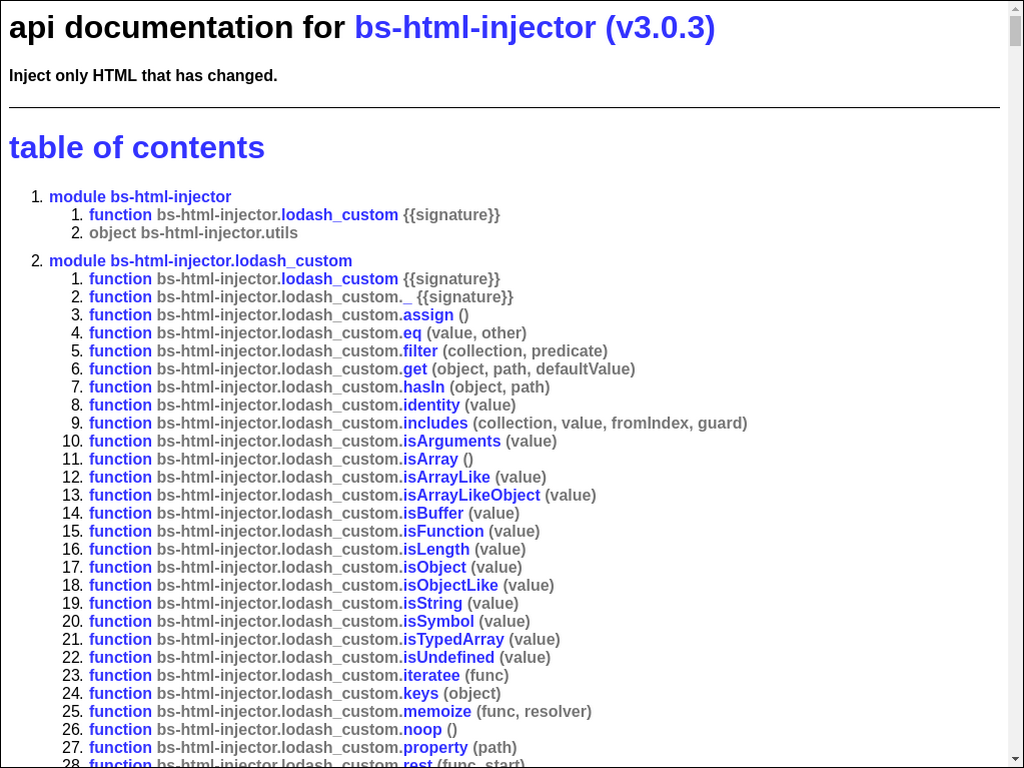 api documentation for bs-html-injector (v3.0.3)
Inject only HTML that has changed.
table of contents
1. module bs-html-injector
1. function bs-html-injector.lodash_custom {{signature}}
2. object bs-html-injector.utils
2. module bs-html-injector.lodash_custom
1. function bs-html-injector.lodash_custom {{signature}}
2. function bs-html-injector.lodash_custom._ {{signature}}
3. function bs-html-injector.lodash_custom.assign ()
4. function bs-html-injector.lodash_custom.eq (value, other)
5. function bs-html-injector.lodash_custom.filter (collection, predicate)
6. function bs-html-injector.lodash_custom.get (object, path, defaultValue)
7. function bs-html-injector.lodash_custom.hasIn (object, path)
8. function bs-html-injector.lodash_custom.identity (value)
9. function bs-html-injector.lodash_custom.includes (collection, value, fromIndex, guard)
10. function bs-html-injector.lodash_custom.isArguments (value)
11. function bs-html-injector.lodash_custom.isArray ()
12. function bs-html-injector.lodash_custom.isArrayLike (value)
13. function bs-html-injector.lodash_custom.isArrayLikeObject (value)
14. function bs-html-injector.lodash_custom.isBuffer (value)
15. function bs-html-injector.lodash_custom.isFunction (value)
16. function bs-html-injector.lodash_custom.isLength (value)
17. function bs-html-injector.lodash_custom.isObject (value)
18. function bs-html-injector.lodash_custom.isObjectLike (value)
19. function bs-html-injector.lodash_custom.isString (value)
20. function bs-html-injector.lodash_custom.isSymbol (value)
21. function bs-html-injector.lodash_custom.isTypedArray (value)
22. function bs-html-injector.lodash_custom.isUndefined (value)
23. function bs-html-injector.lodash_custom.iteratee (func)
24. function bs-html-injector.lodash_custom.keys (object)
25. function bs-html-injector.lodash_custom.memoize (func, resolver)
26. function bs-html-injector.lodash_custom.noop ()
27. function bs-html-injector.lodash_custom.property (path)
28. function bs-html-injector.lodash_custom.rest (func, start)